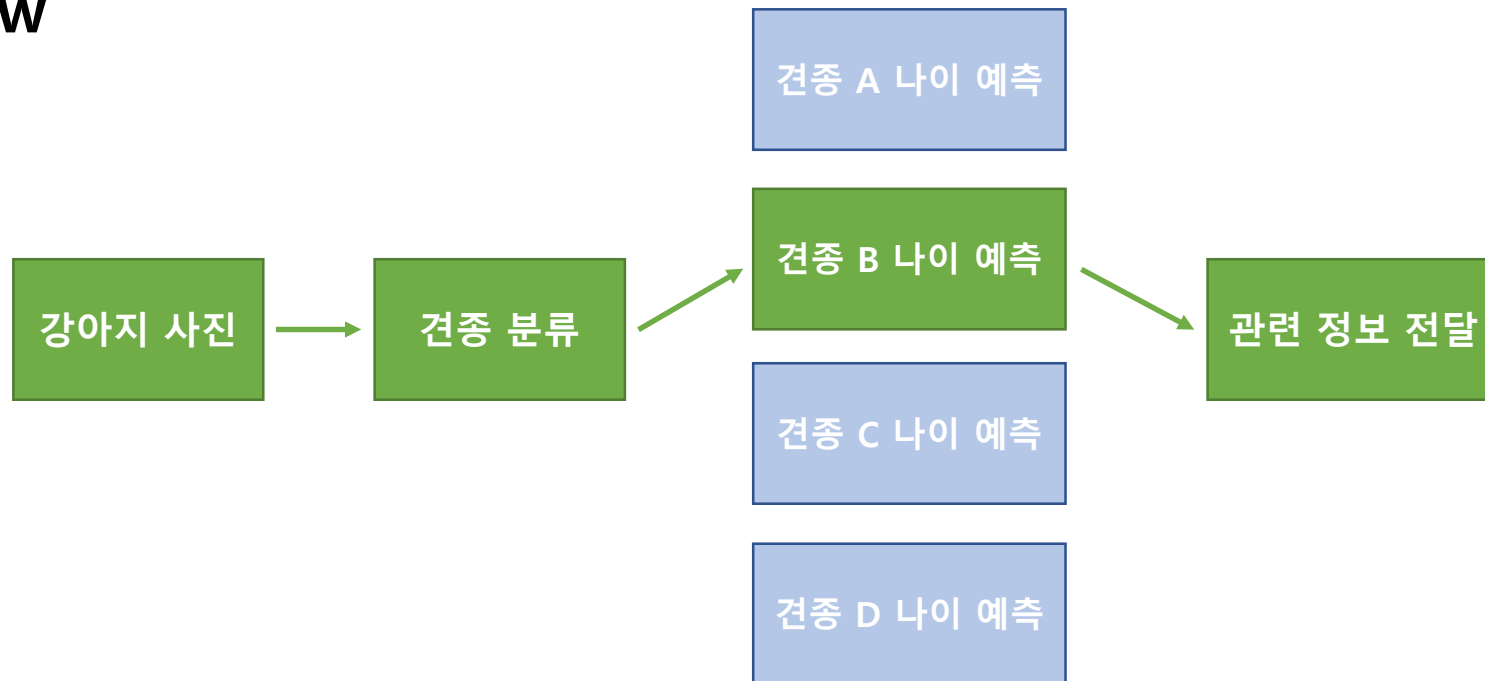 W
견종 A 나이 예측
강아지 사진
견종 분류
견종 B 나이 예측
관련 정보 전달
견종 C 나이 예측
견종 D 나이 예측